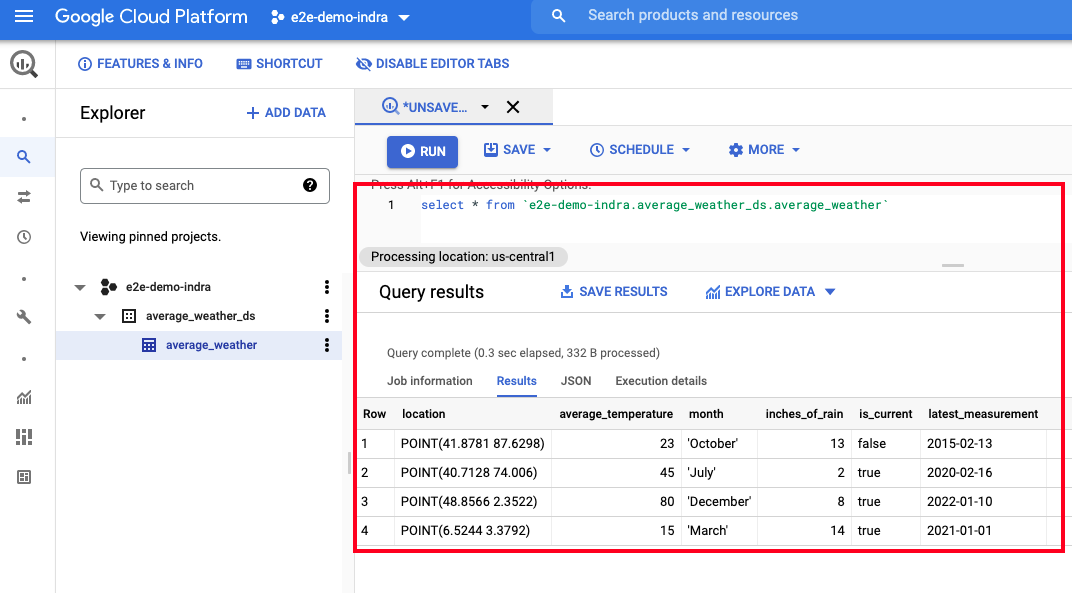 Google Cloud Platform e2e-demo-indra Search products and resources
FEATURES & INFO SHORTCUT DISABLE EDITOR TABS
Explorer ADD DATA
*UNSAVE...
RUN SAVE SCHEDULE MORE
Type to search
Press Alt+F1 for Accessibility Options.
1 select * from `e2e-demo-indra.average_weather_ds.average_weather`
Viewing pinned projects.
Processing location: us-central1
e2e-demo-indra
average_weather_ds
average_weather
Query results SAVE RESULTS EXPLORE DATA
Query complete (0.3 sec elapsed, 332 B processed)
Job information Results JSON Execution details
Row location average_temperature month inches_of_rain is_current latest_measurement
1 POINT(41.8781 87.6298) 23 'October' 13 false 2015-02-13
2 POINT(40.7128 74.006) 45 'July' 2 true 2020-02-16
3 POINT(48.8566 2.3522) 80 'December' 8 true 2022-01-10
4 POINT(6.5244 3.3792) 15 'March' 14 true 2021-01-01